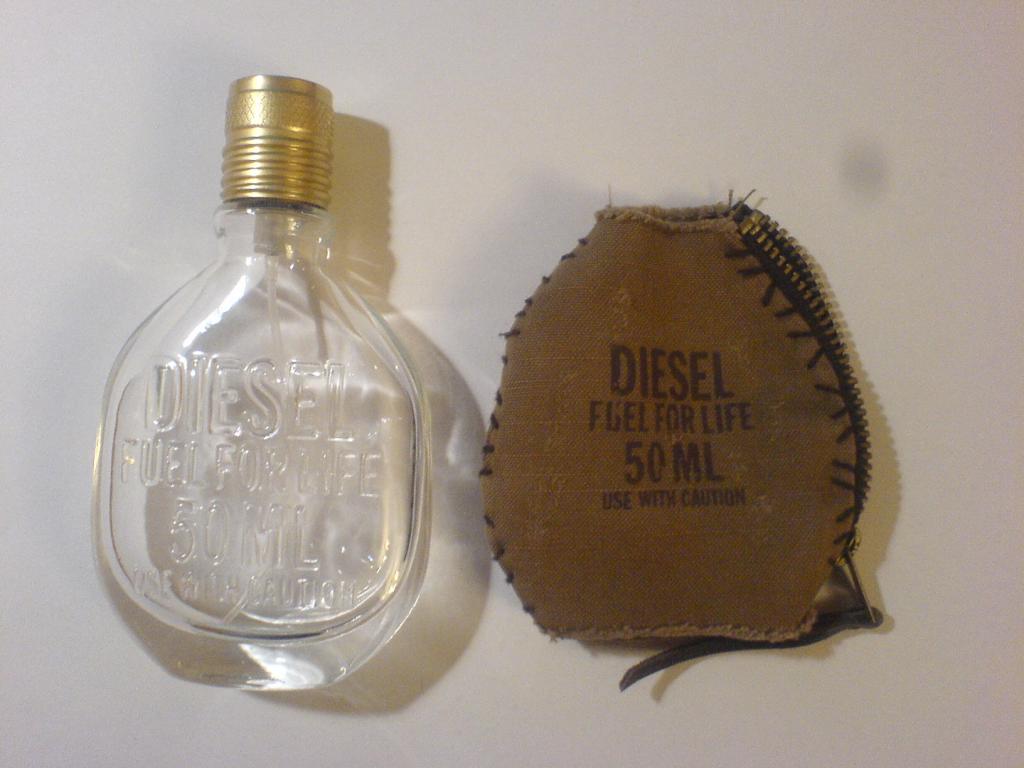 DIESEL
FUEL FOR LIFE
50 ML
USE WITH CAUTION
DIESEL
FUEL FOR LIFE
50 ML
USE WITH CAUTION